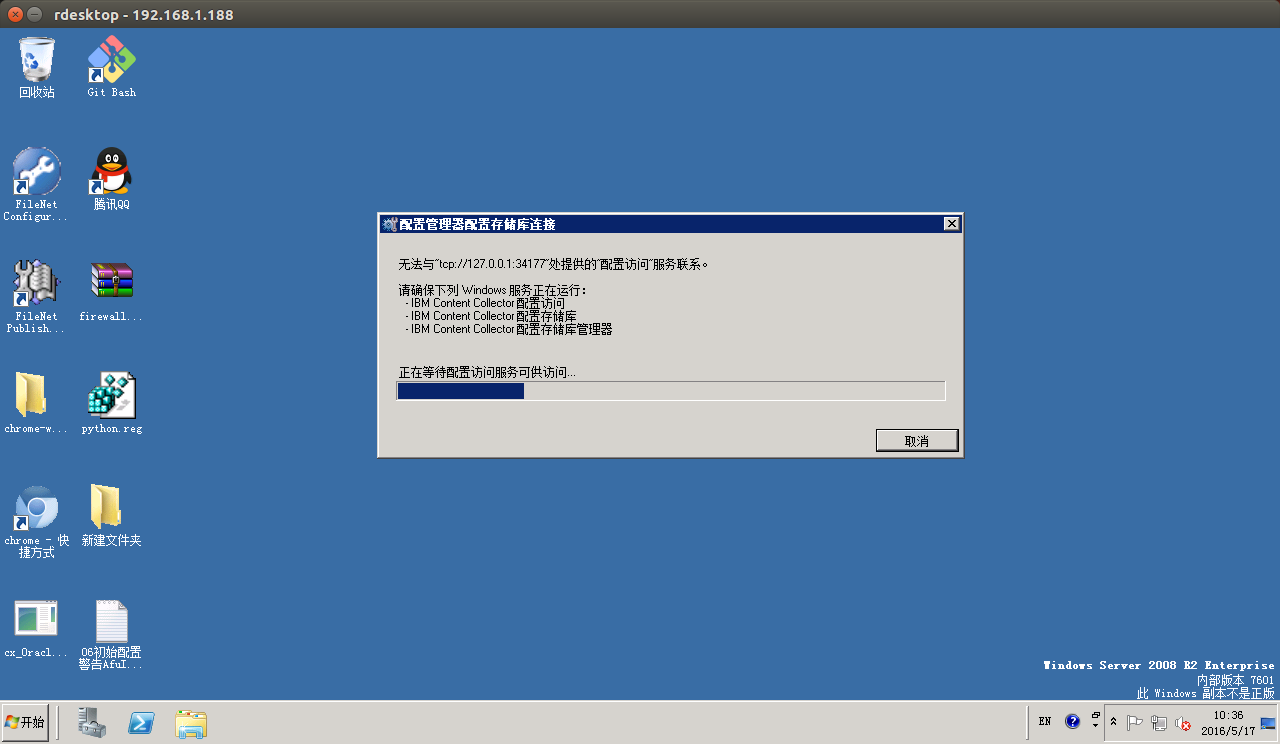 rdesktop - 192.168.1.188
回收站
Git Bash
FileNet
Configur...
腾讯QQ
FileNet
Publish...
firewall...
chrome-w...
python.reg
chrome - 快
捷方式
新建文件夹
cx_Oracl...
06初始配置
警告AfuI...
配置管理器配置存储库连接
无法与"tcp://127.0.0.1:34177"处提供的"配置访问"服务联系。
请确保下列 Windows 服务正在运行:
- IBM Content Collector 配置访问
- IBM Content Collector 配置存储库
- IBM Content Collector 配置存储库管理器
正在等待配置访问服务可供访问...
取消
Windows Server 2008 R2 Enterprise
内部版本 7601
此 Windows 副本不是正版
开始
EN
10:36
2016/5/17